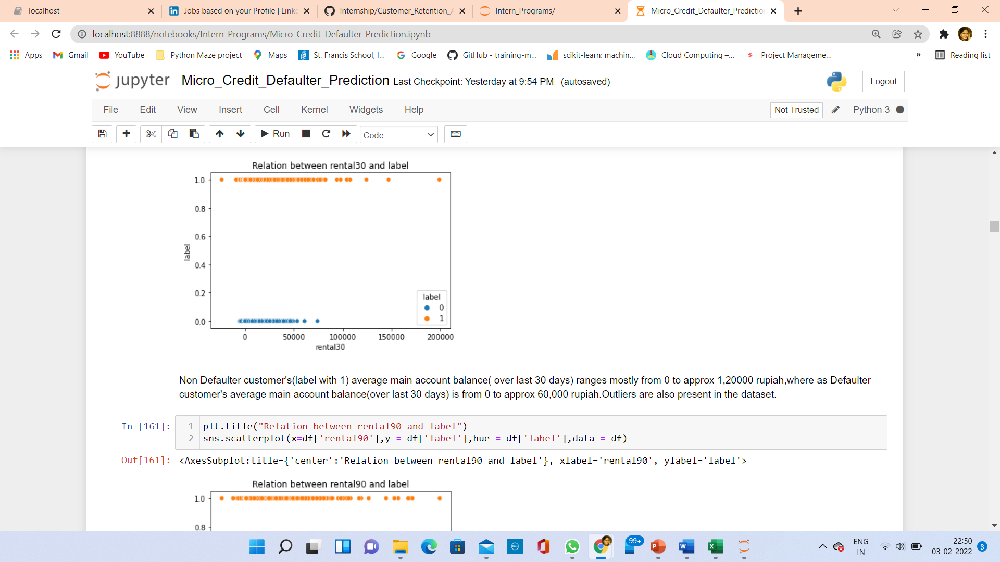 localhost
Jobs based on your Profile | Linke
Internship/Customer_Retention_A
Intern_Programs/
Micro_Credit_Defaulter_Predictio
localhost:8888/notebooks/Intern_Programs/Micro_Credit_Defaulter_Prediction.ipynb
Apps Gmail YouTube Python Maze project Maps St. Francis School, I... Google GitHub - training-m... scikit-learn: machin... Cloud Computing –... Project Manageme... » Reading list
jupyter Micro_Credit_Defaulter_Prediction Last Checkpoint: Yesterday at 9:54 PM (autosaved) Logout
File Edit View Insert Cell Kernel Widgets Help Not Trusted Python 3
Run Code
Relation between rental30 and label
1.0
0.8
0.6
label
0.4
0.2
0.0
label
0
1
0 50000 100000 150000 200000
rental30
Non Defaulter customer's(label with 1) average main account balance( over last 30 days) ranges mostly from 0 to approx 1,20000 rupiah,where as Defaulter
customer's average main account balance(over last 30 days) is from 0 to approx 60,000 rupiah.Outliers are also present in the dataset.
In [161]: 1 plt.title("Relation between rental90 and label")
2 sns.scatterplot(x=df['rental90'],y = df['label'],hue = df['label'],data = df)
Out[161]: <AxesSubplot:title={'center':'Relation between rental90 and label'}, xlabel='rental90', ylabel='label'>
Relation between rental90 and label
1.0
0.8
99+
ENG
IN
22:50
03-02-2022
8